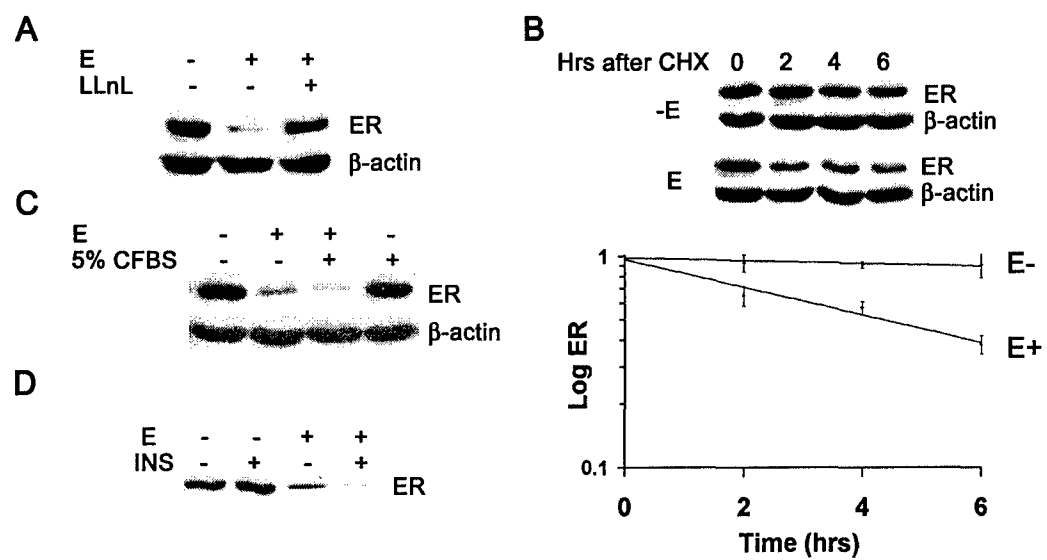 A
E - + +
LLnL - - +
ER
β-actin
B
Hrs after CHX 0 2 4 6
-E
ER
β-actin
E
ER
β-actin
C
E - + + -
5% CFBS - - + +
ER
β-actin
D
E - - + +
INS - + - +
ER
1
0.1
Log ER
E-
E+
0 2 4 6
Time (hrs)